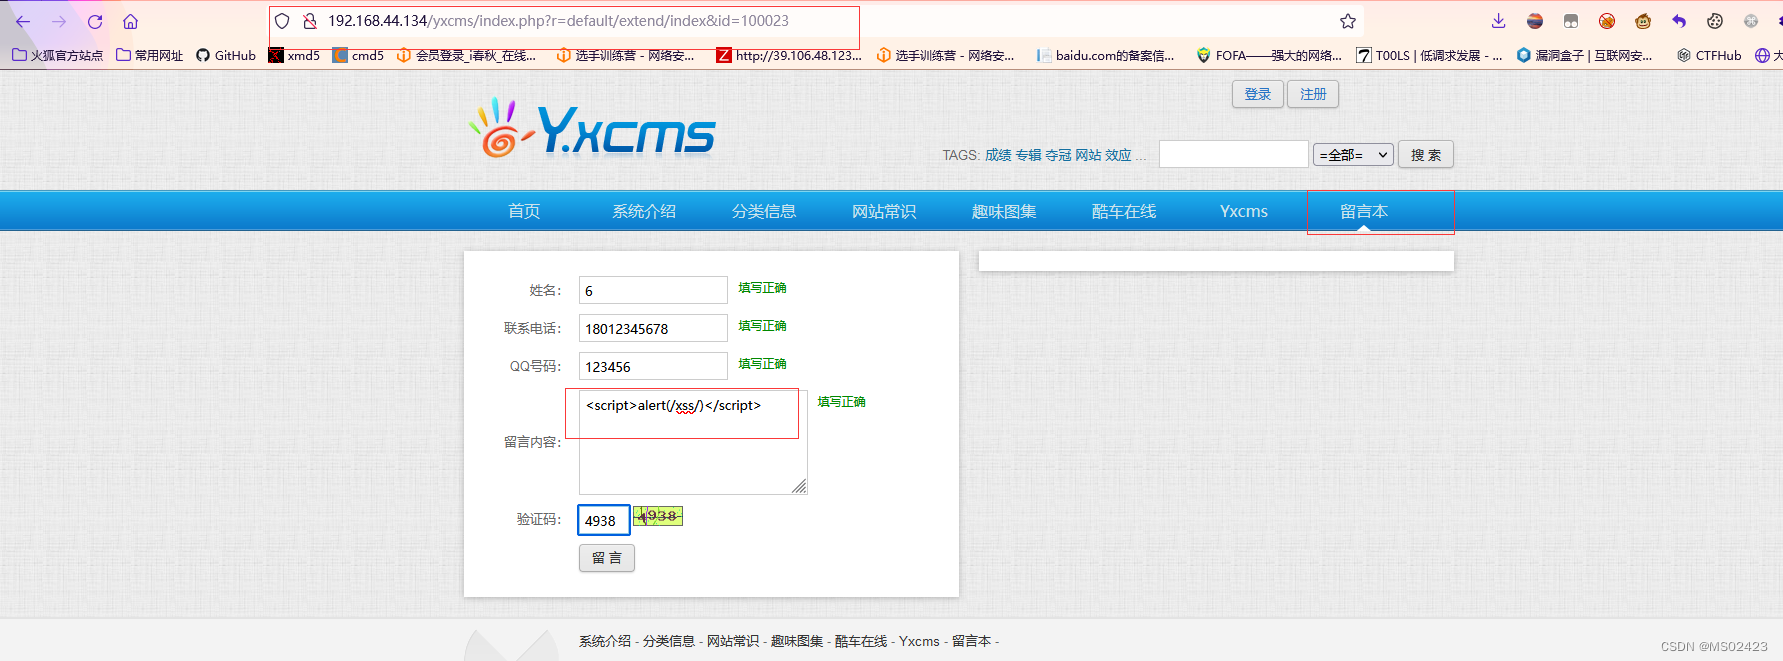 192.168.44.134/yxcms/index.php?r=default/extend/index&id=100023
火狐官方站点 常用网址 GitHub xmd5 cmd5 会员登录_i春秋_在线... 选手训练营 - 网络安... http://39.106.48.123... 选手训练营 - 网络安... baidu.com的备案信... FOFA——强大的网络... T00LS | 低调求发展 - ... 漏洞盒子 | 互联网安... CTFHub 大
登录 注册
Yxcms
TAGS: 成绩 专辑 夺冠 网站 效应 ... =全部= 搜 索
首页 系统介绍 分类信息 网站常识 趣味图集 酷车在线 Yxcms 留言本
姓名: 6 填写正确
联系电话: 18012345678 填写正确
QQ号码: 123456 填写正确
<script>alert(/xss/)</script> 填写正确
留言内容:
验证码: 4938 4938
留 言
系统介绍 - 分类信息 - 网站常识 - 趣味图集 - 酷车在线 - Yxcms - 留言本 -
CSDN @MS02423